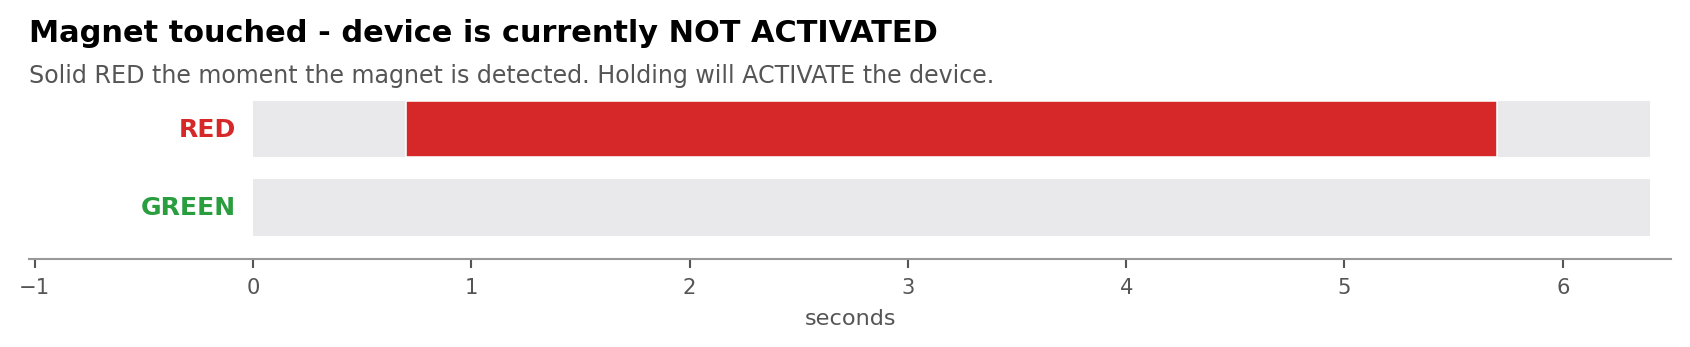 Magnet touched - device is currently NOT ACTIVATED
Solid RED the moment the magnet is detected. Holding will ACTIVATE the device.
RED
GREEN
−1 0 1 2 3 4 5 6
seconds